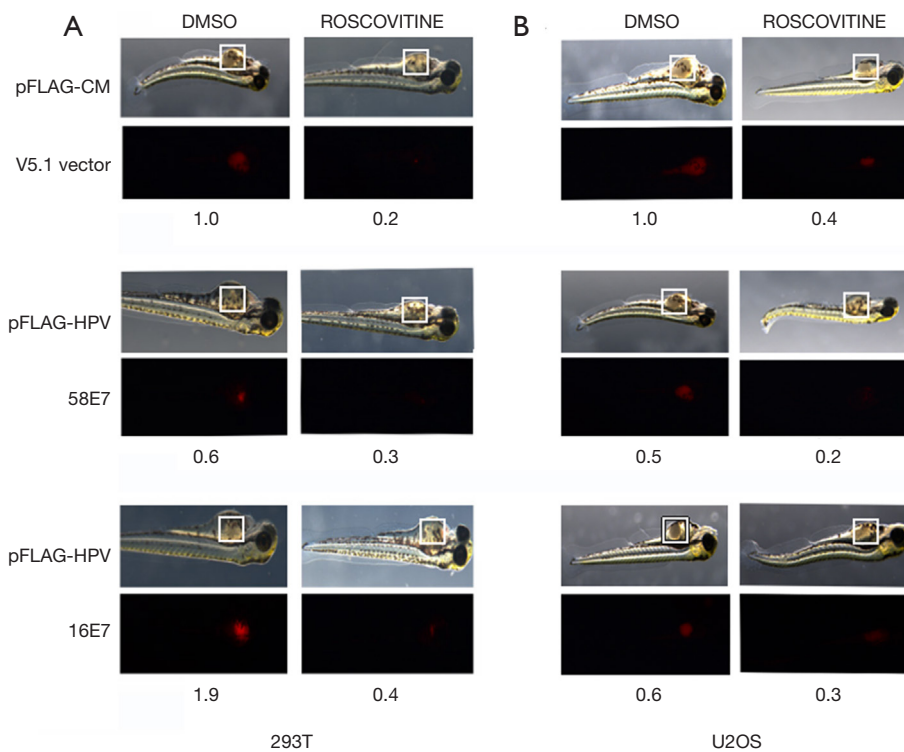 A
DMSO ROSCOVITINE
B
DMSO ROSCOVITINE
pFLAG-CM
V5.1 vector
1.0 0.2 1.0 0.4
pFLAG-HPV
58E7
0.6 0.3 0.5 0.2
pFLAG-HPV
16E7
1.9 0.4 0.6 0.3
293T U2OS